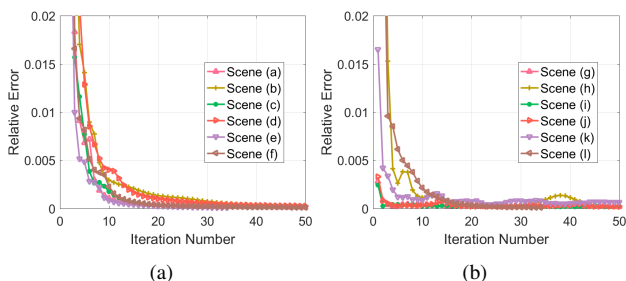 0.02
0.015
0.01
0.005
0
0 10 20 30 40 50
Relative Error
Iteration Number
Scene (a)
Scene (b)
Scene (c)
Scene (d)
Scene (e)
Scene (f)
(a)
0.02
0.015
0.01
0.005
0
0 10 20 30 40 50
Relative Error
Iteration Number
Scene (g)
Scene (h)
Scene (i)
Scene (j)
Scene (k)
Scene (l)
(b)